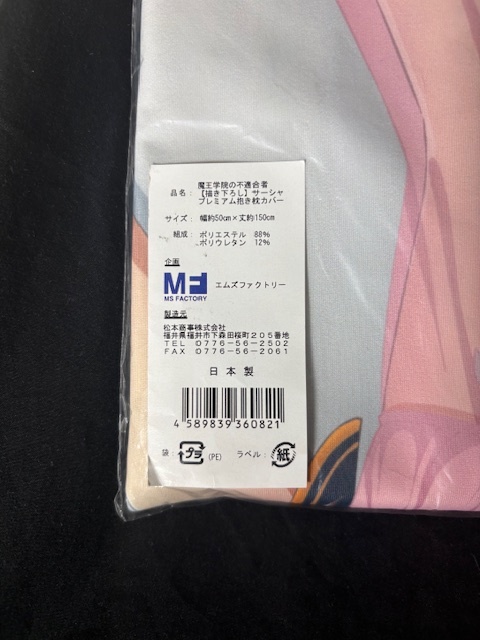 魔王学院の不適合者
品名： 【描き下ろし】サーシャ
プレミアム抱き枕カバー
サイズ： 幅約50cm×丈約150cm
組成： ポリエステル 88%
ポリウレタン 12%
企画
MF エムズファクトリー
MS FACTORY
製造元
松本商事株式会社
福井県福井市下森田桜町205番地
TEL 0776-56-2502
FAX 0776-56-2061
日本製
4589839360821
袋： プラ (PE) ラベル： 紙